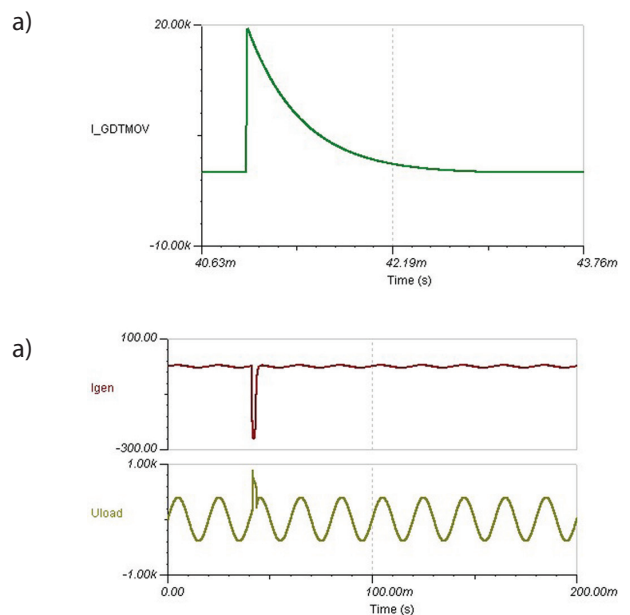 a)
20.00k
I_GDTMOV
-10.00k
40.63m 42.19m 43.76m
Time (s)
a)
100.00
Igen
-300.00
1.00k
Uload
-1.00k
0.00 100.00m 200.00m
Time (s)